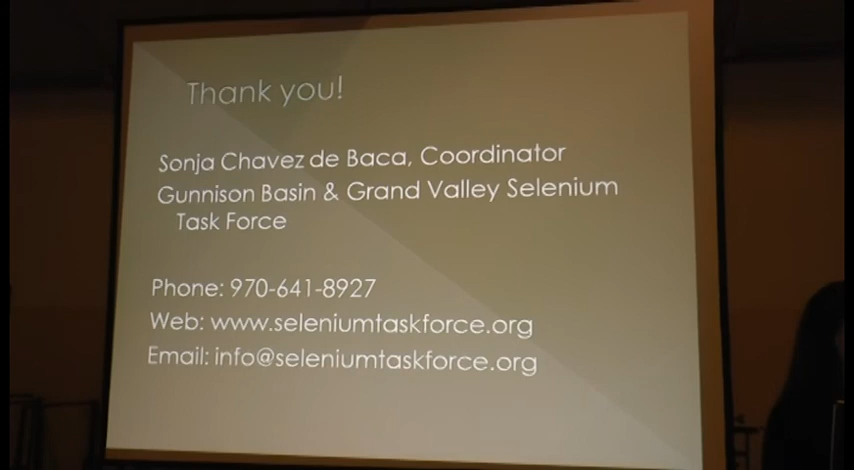 Thank you!
Sonja Chavez de Baca, Coordinator
Gunnison Basin & Grand Valley Selenium
Task Force
Phone: 970-641-8927
Web: www.seleniumtaskforce.org
Email: info@seleniumtaskforce.org